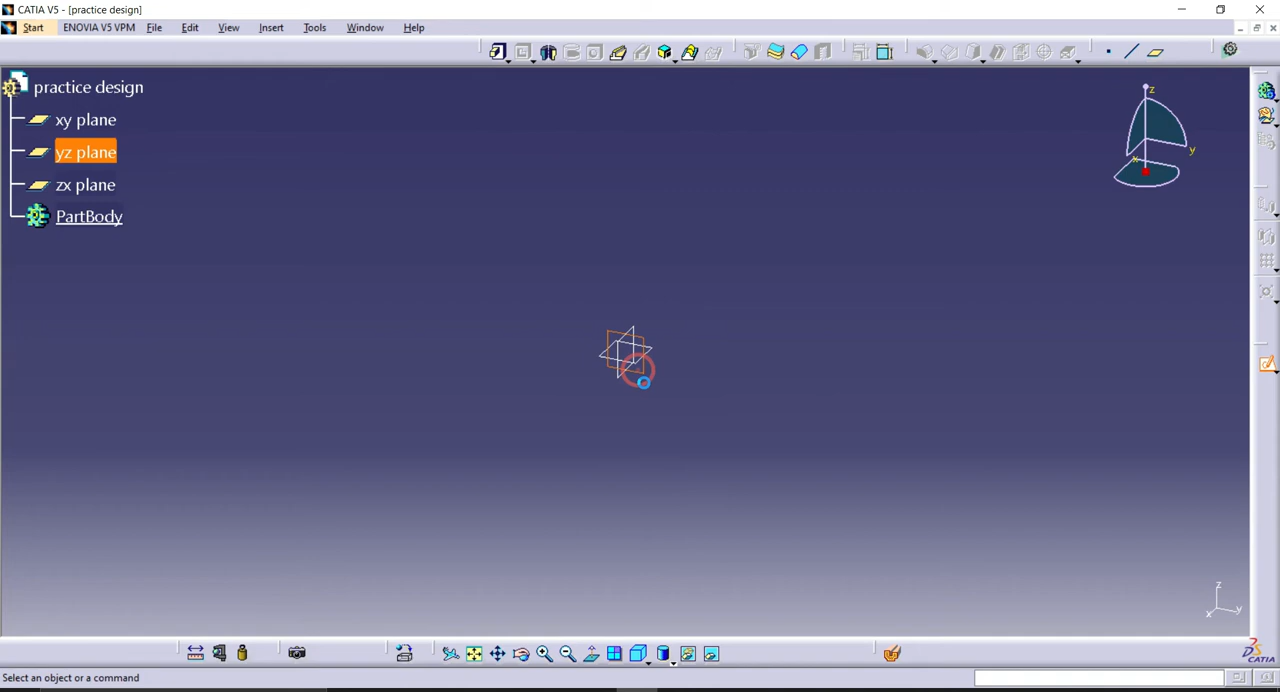 CATIA V5 - [practice design]
Start ENOVIA V5 VPM File Edit View Insert Tools Window Help
practice design
xy plane
yz plane
zx plane
PartBody
z
y
x
z
y
x
CATIA
Select an object or a command